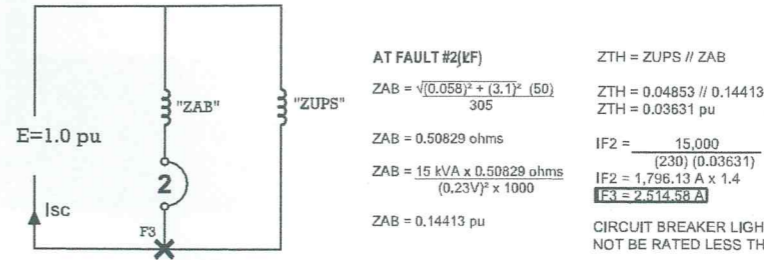 "ZAB"
"ZUPS"
E=1.0 pu
2
Isc
F3
AT FAULT #2(kF)
ZAB = √(0.058)² + (3.1)² (50)
305
ZAB = 0.50829 ohms
ZAB = 15 kVA x 0.50829 ohms
(0.23V)² x 1000
ZAB = 0.14413 pu
ZTH = ZUPS // ZAB
ZTH = 0.04853 // 0.14413
ZTH = 0.03631 pu
IF2 = 15,000
(230) (0.03631)
IF2 = 1,796.13 A x 1.4
IF3 = 2,514.58 A
CIRCUIT BREAKER LIGH
NOT BE RATED LESS TH